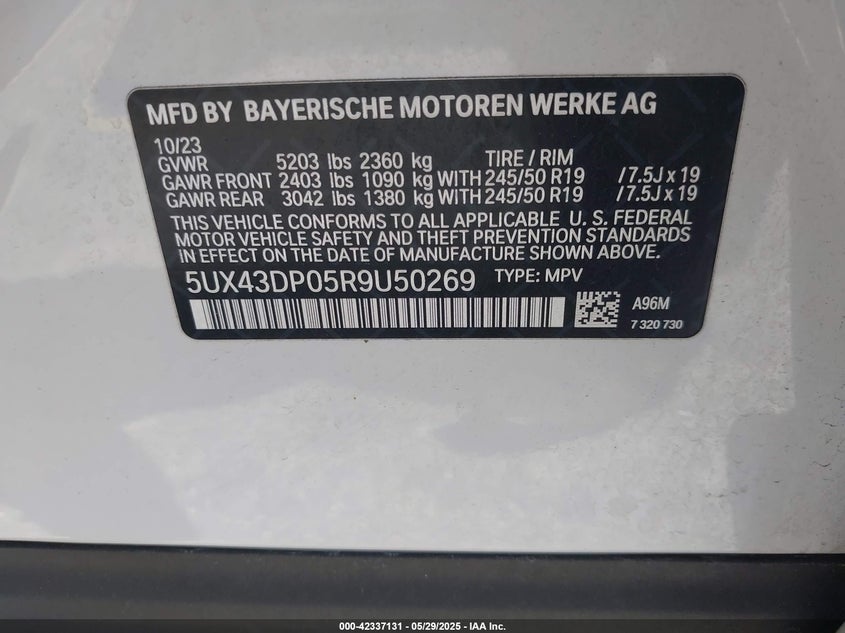 MFD BY BAYERISCHE MOTOREN WERKE AG
10/23
GVWR 5203 lbs 2360 kg TIRE / RIM
GAWR FRONT 2403 lbs 1090 kg WITH 245/50 R19 /7.5J x 19
GAWR REAR 3042 lbs 1380 kg WITH 245/50 R19 /7.5J x 19
THIS VEHICLE CONFORMS TO ALL APPLICABLE U. S. FEDERAL
MOTOR VEHICLE SAFETY AND THEFT PREVENTION STANDARDS
IN EFFECT ON THE DATE OF MANUFACTURE SHOWN ABOVE.
5UX43DP05R9U50269 TYPE: MPV
A96M
7 320 730
000-42337131 - 05/29/2025 - IAA Inc.